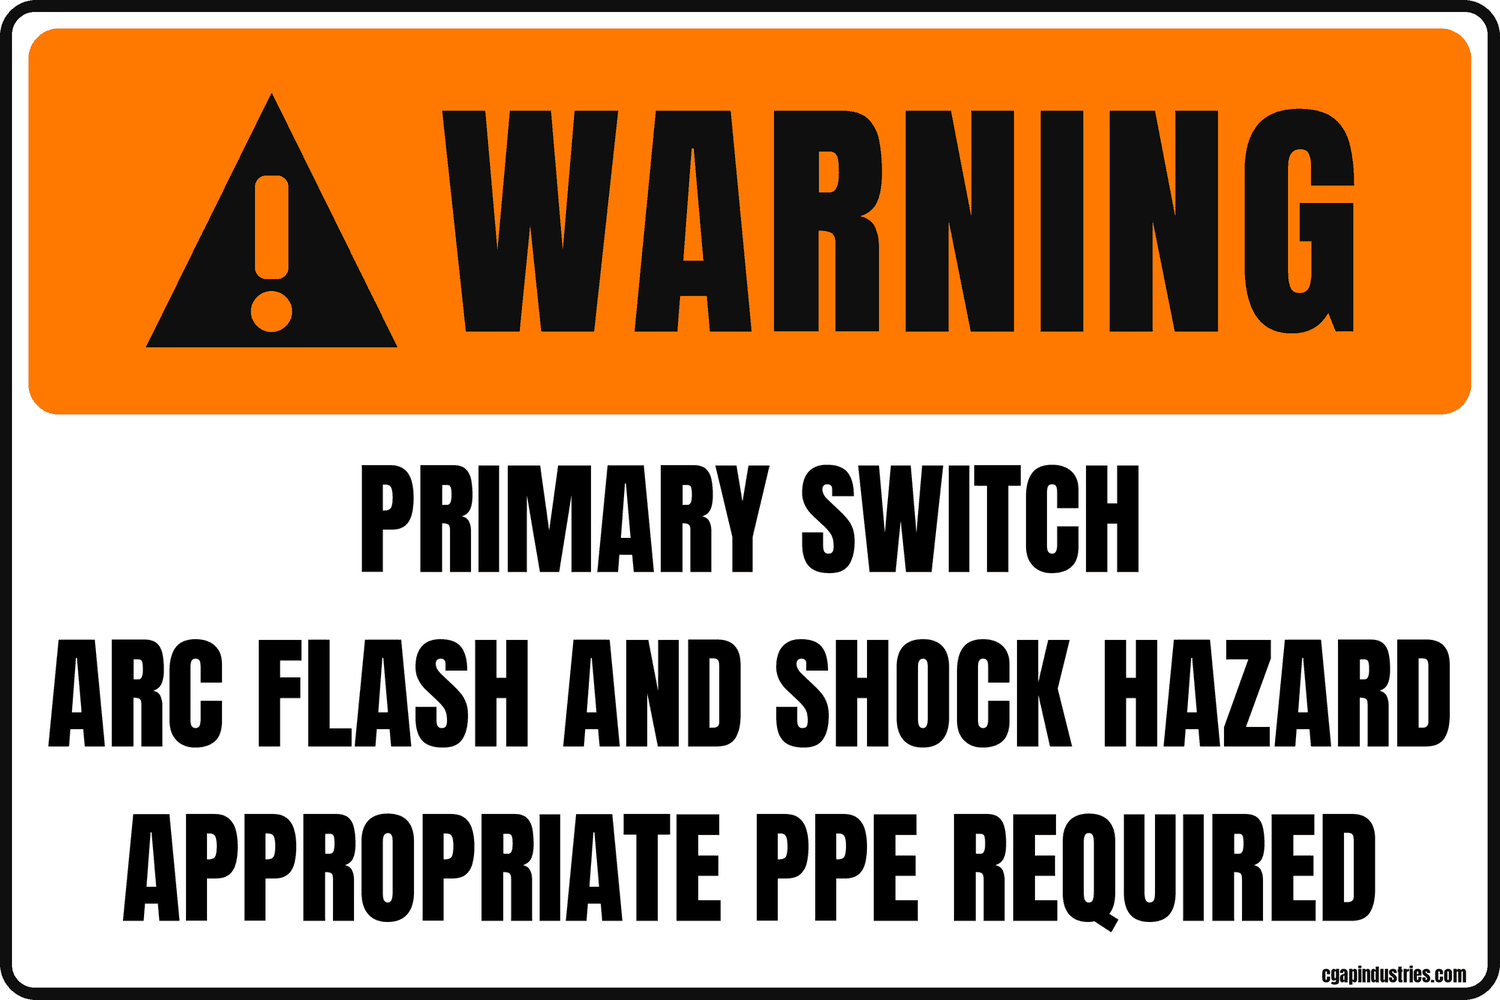 WARNING
PRIMARY SWITCH
ARC FLASH AND SHOCK HAZARD
APPROPRIATE PPE REQUIRED
cgapindustries.com